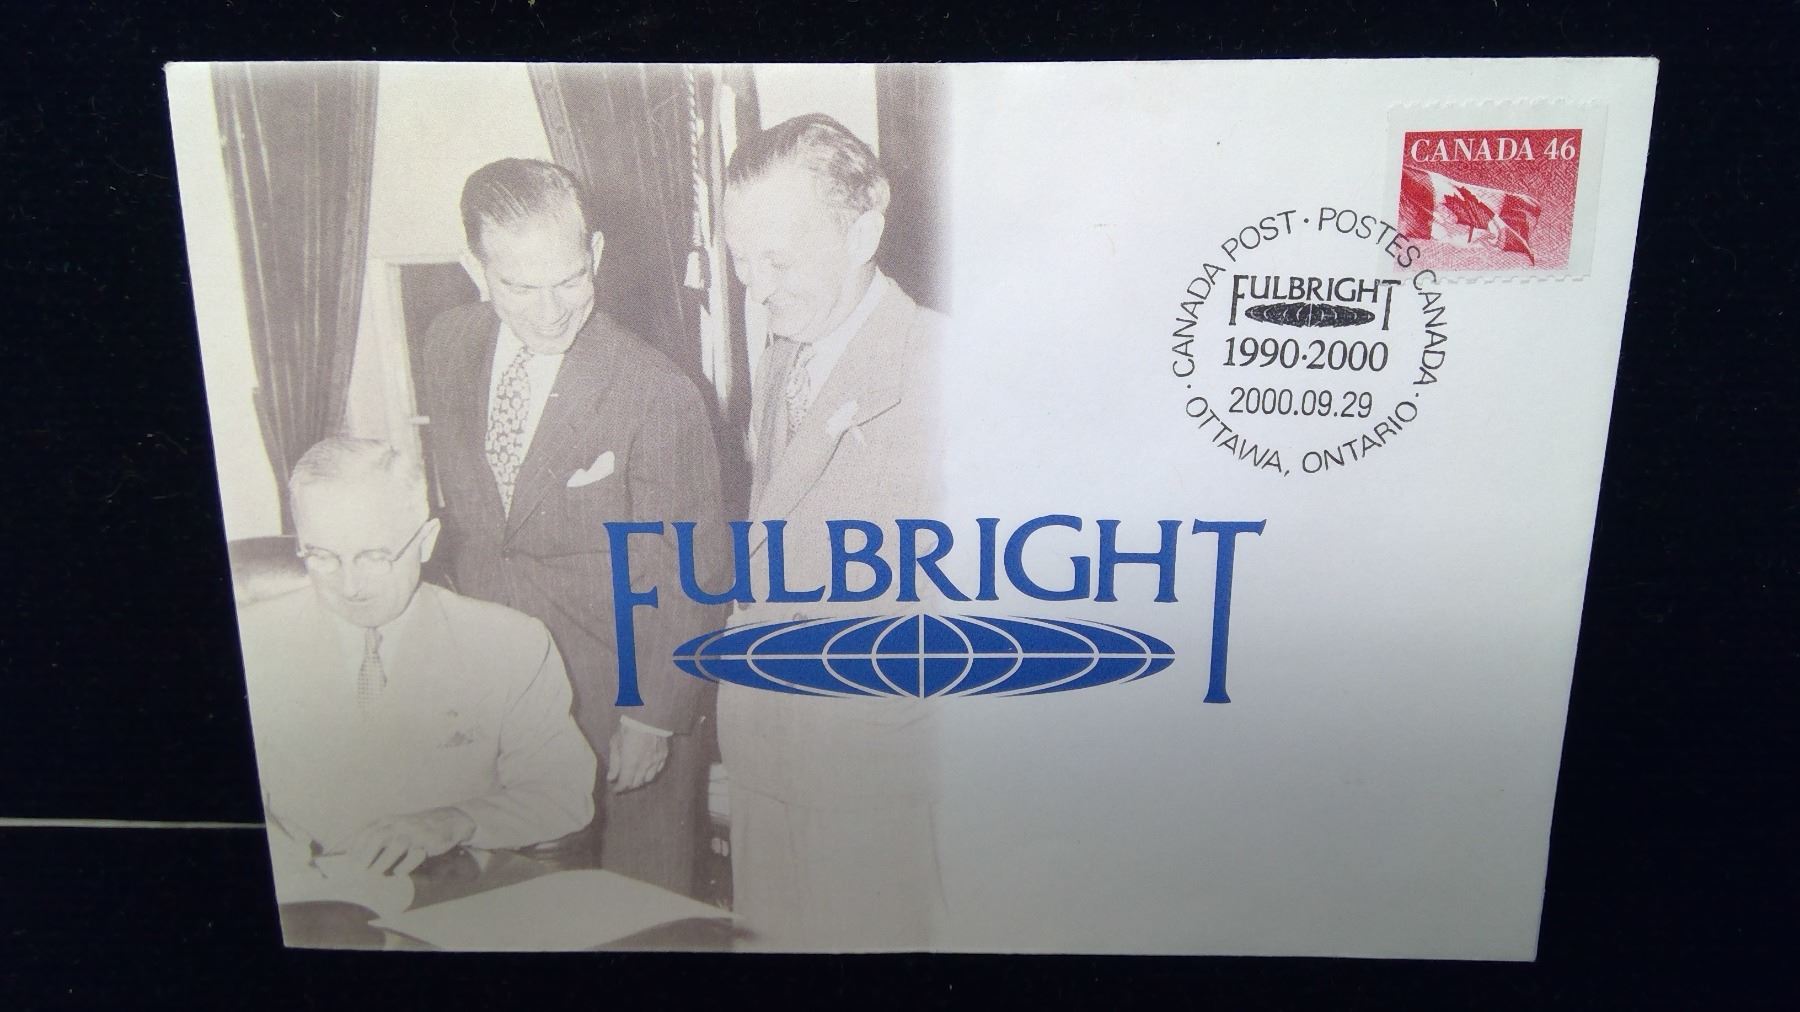 CANADA 46
· CANADA POST · POSTES CANADA ·
FULBRIGHT
1990·2000
2000.09.29
OTTAWA, ONTARIO
FULBRIGHT